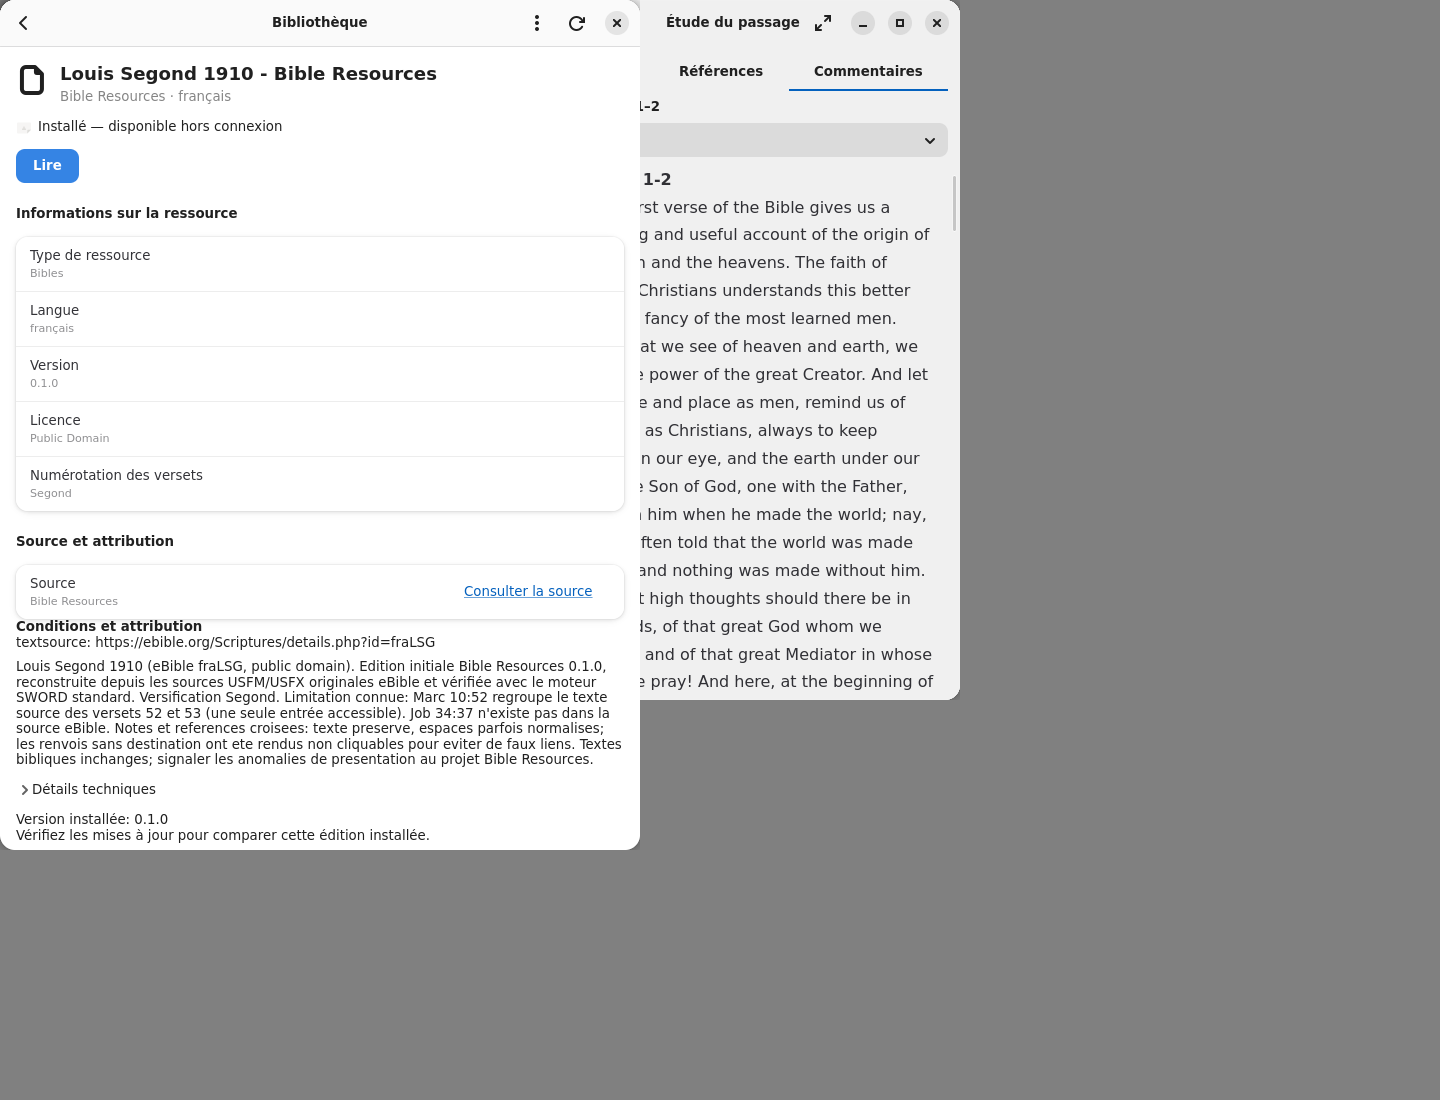 Bibliothèque
Louis Segond 1910 - Bible Resources
Bible Resources · français
Installé — disponible hors connexion
Lire
Informations sur la ressource
Type de ressource
Bibles
Langue
français
Version
0.1.0
Licence
Public Domain
Numérotation des versets
Segond
Source et attribution
Source
Bible Resources
Consulter la source
Conditions et attribution
textsource: https://ebible.org/Scriptures/details.php?id=fraLSG
Louis Segond 1910 (eBible fraLSG, public domain). Edition initiale Bible Resources 0.1.0,
reconstruite depuis les sources USFM/USFX originales eBible et vérifiée avec le moteur
SWORD standard. Versification Segond. Limitation connue: Marc 10:52 regroupe le texte
source des versets 52 et 53 (une seule entrée accessible). Job 34:37 n'existe pas dans la
source eBible. Notes et references croisees: texte preserve, espaces parfois normalises;
les renvois sans destination ont ete rendus non cliquables pour eviter de faux liens. Textes
bibliques inchanges; signaler les anomalies de presentation au projet Bible Resources.
Détails techniques
Version installée: 0.1.0
Vérifiez les mises à jour pour comparer cette édition installée.
Étude du passage
Références
Commentaires
1–2
1-2
verse of the Bible gives us a
and useful account of the origin of
and the heavens. The faith of
Christians understands this better
fancy of the most learned men.
at we see of heaven and earth, we
power of the great Creator. And let
and place as men, remind us of
as Christians, always to keep
n our eye, and the earth under our
Son of God, one with the Father,
him when he made the world; nay,
told that the world was made
and nothing was made without him.
high thoughts should there be in
of that great God whom we
and of that great Mediator in whose
pray! And here, at the beginning of